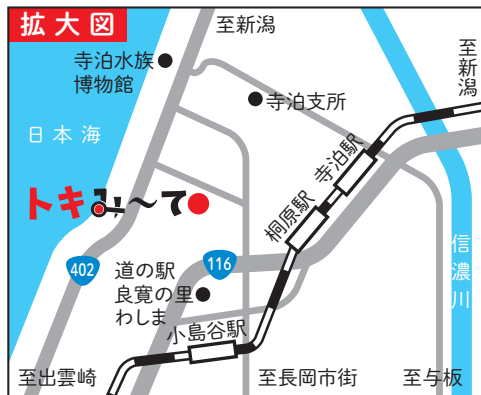 拡大図
至新潟
寺泊水族
博物館
至新潟
寺泊支所
日本海
寺泊駅
トキみ〜て
桐原駅
信濃川
402
116
道の駅
良寛の里
わしま
小島谷駅
至出雲崎
至長岡市街
至与板